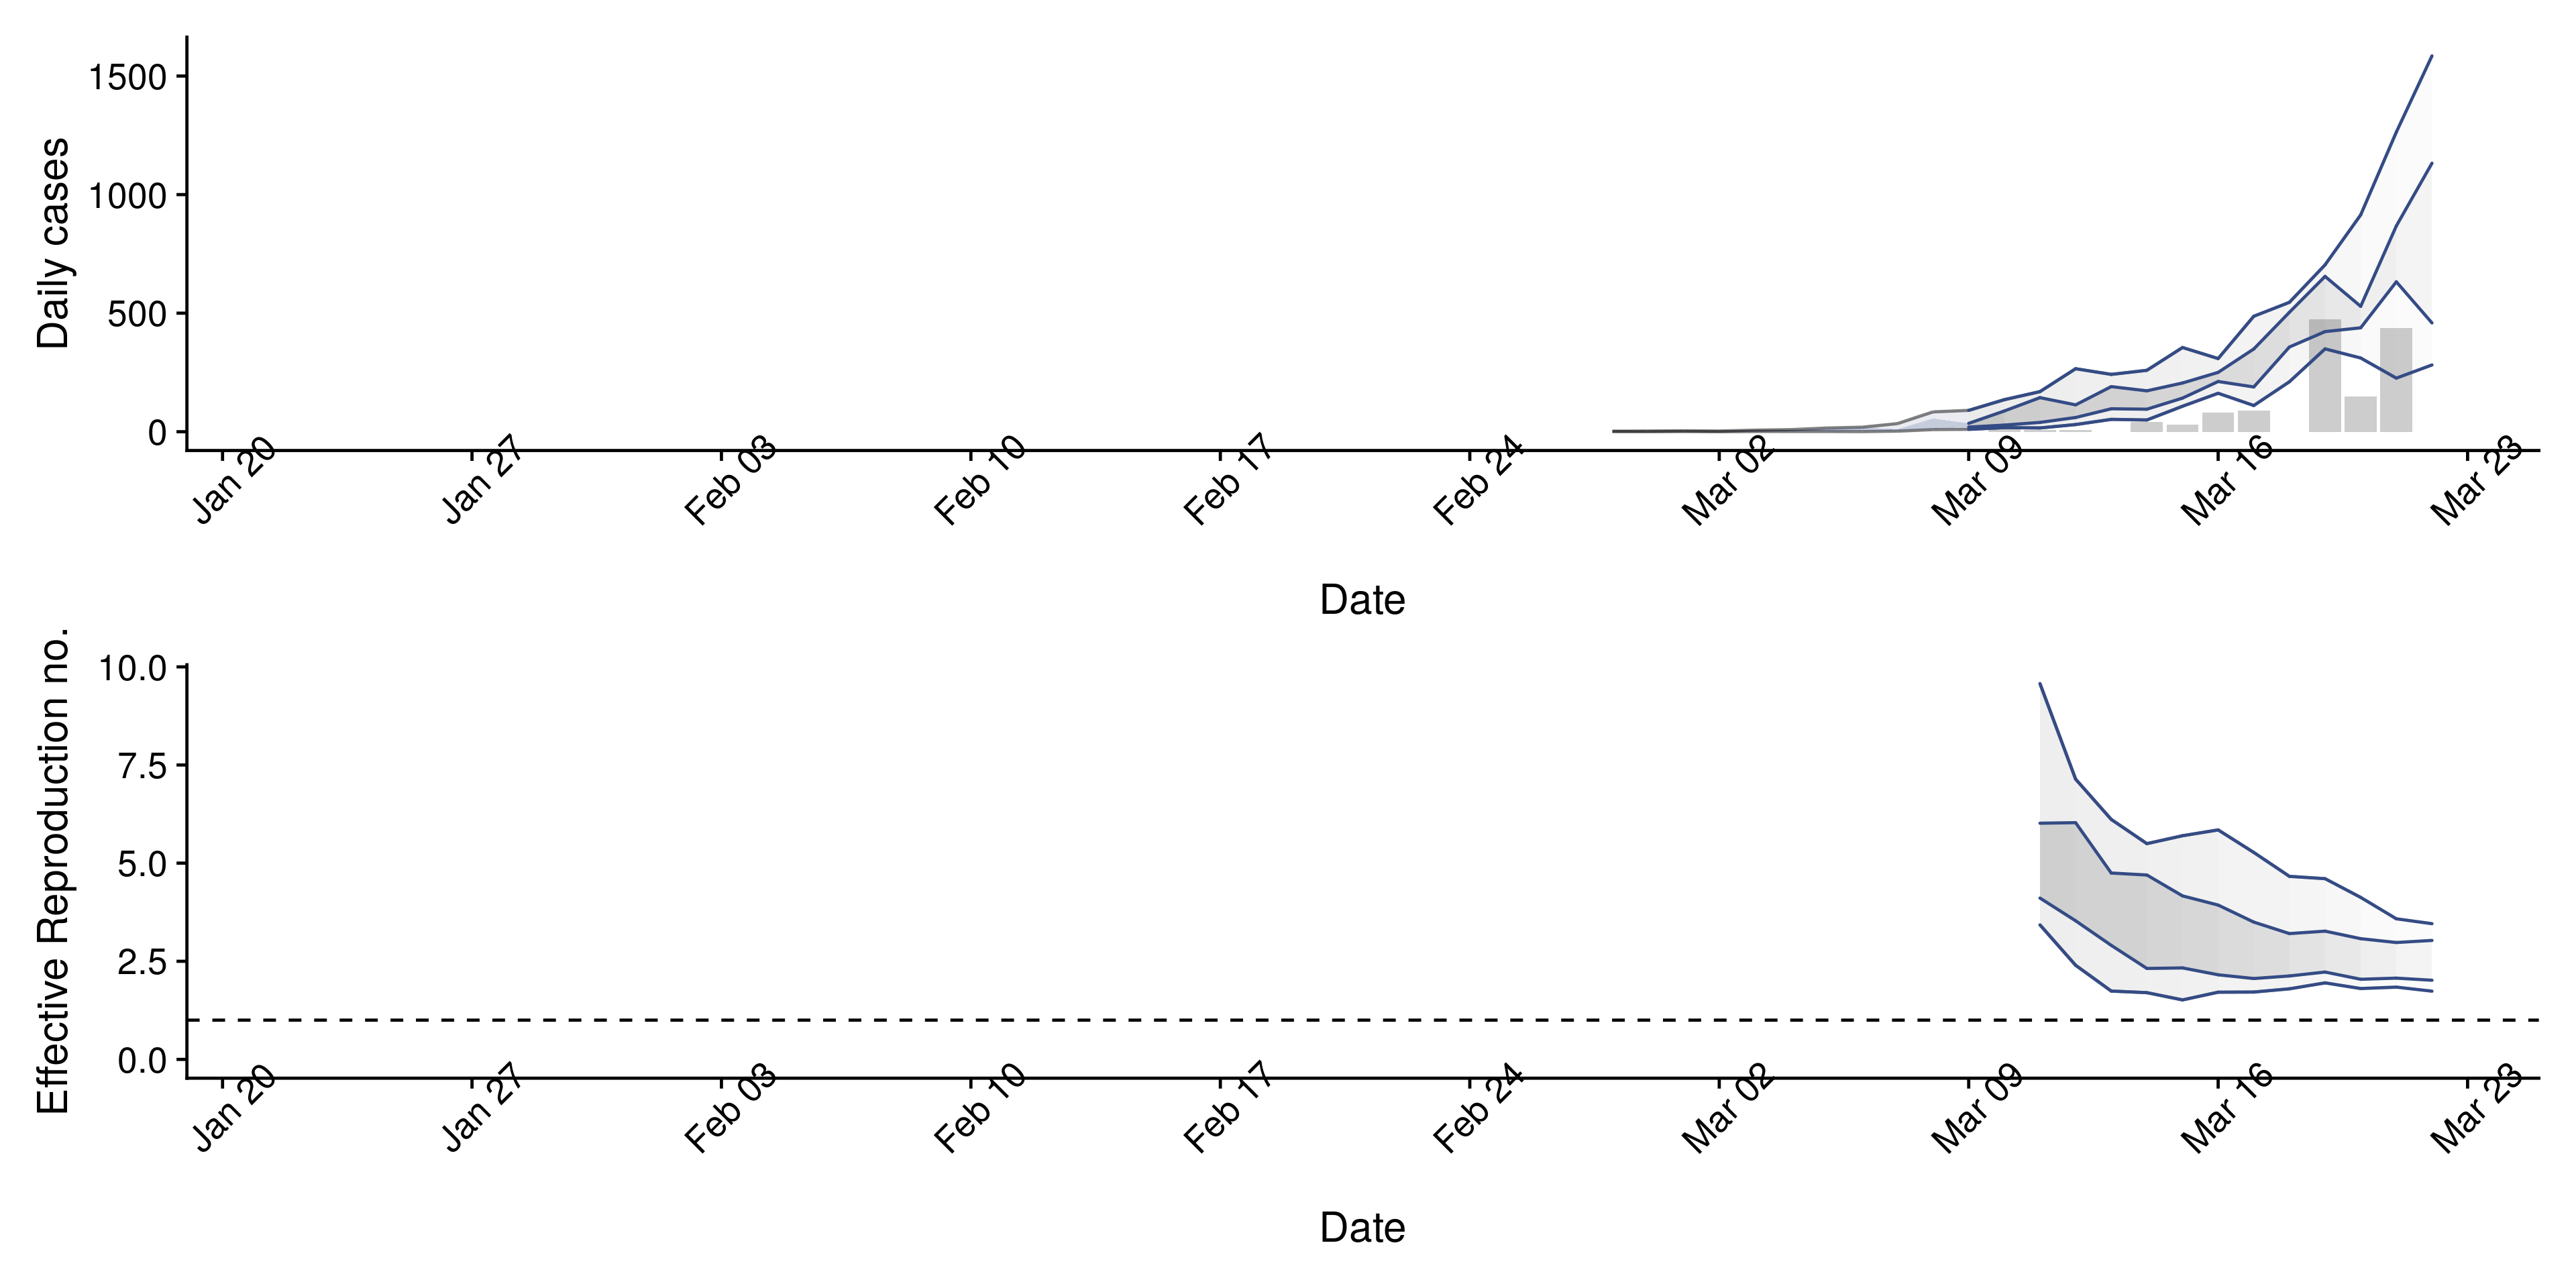 Daily cases
1500
1000
500
0
Jan 20
Jan 27
Feb 03
Feb 10
Feb 17
Feb 24
Mar 02
Mar 09
Mar 16
Mar 23
Date
Effective Reproduction no.
10.0
7.5
5.0
2.5
0.0
Jan 20
Jan 27
Feb 03
Feb 10
Feb 17
Feb 24
Mar 02
Mar 09
Mar 16
Mar 23
Date